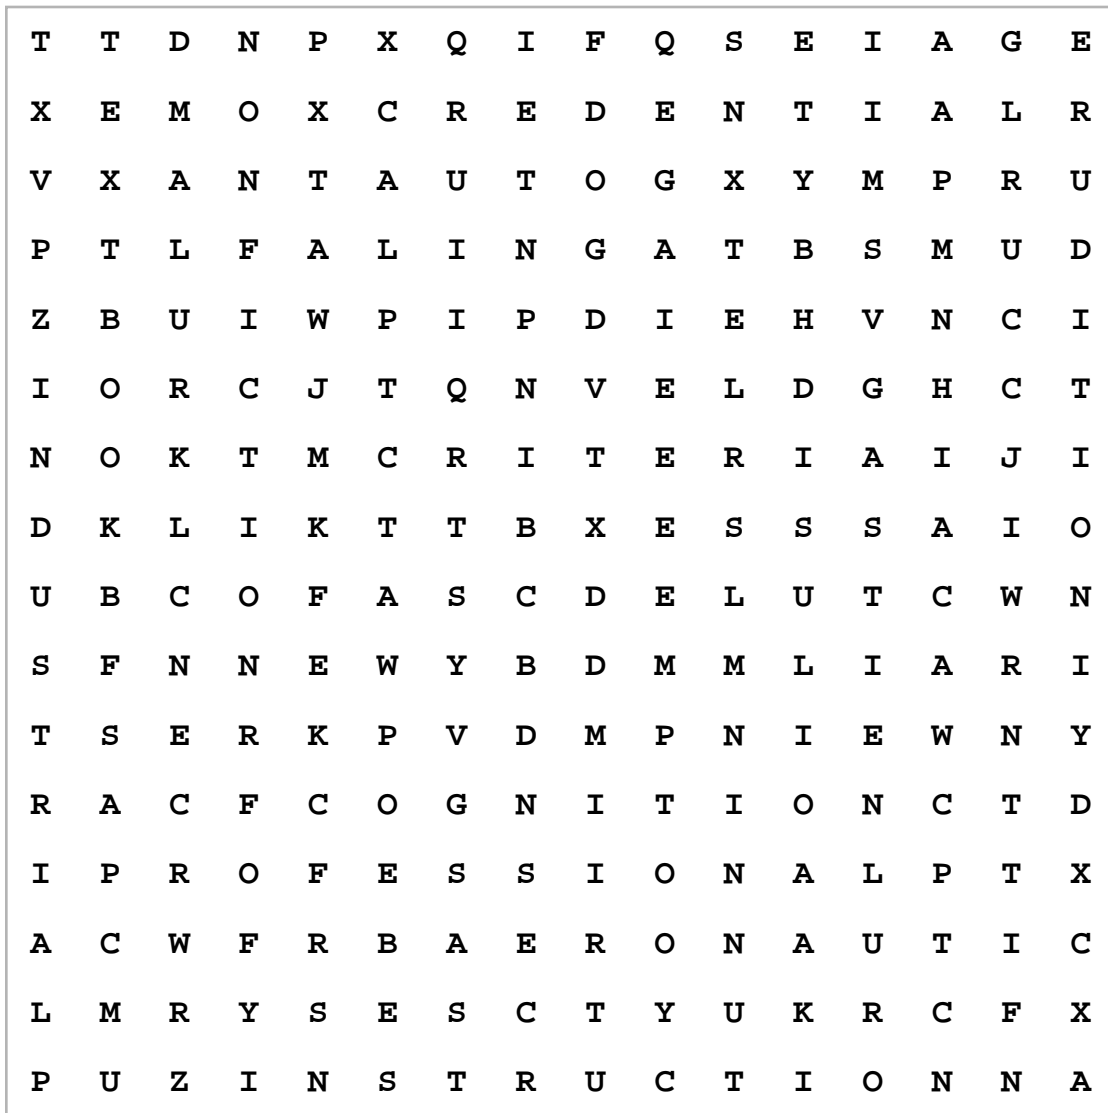 T T D N P X Q I F Q S E I A G E
X E M O X C R E D E N T I A L R
V X A N T A U T O G X Y M P R U
P T L F A L I N G A T B S M U D
Z B U I W P I P D I E H V N C I
I O R C J T Q N V E L D G H C T
N O K T M C R I T E R I A I J I
D K L I K T T B X E S S S A I O
U B C O F A S C D E L U T C W N
S F N N E W Y B D M M L I A R I
T S E R K P V D M P N I E W N Y
R A C F C O G N I T I O N C T D
I P R O F E S S I O N A L P T X
A C W F R B A E R O N A U T I C
L M R Y S E S C T Y U K R C F X
P U Z I N S T R U C T I O N N A